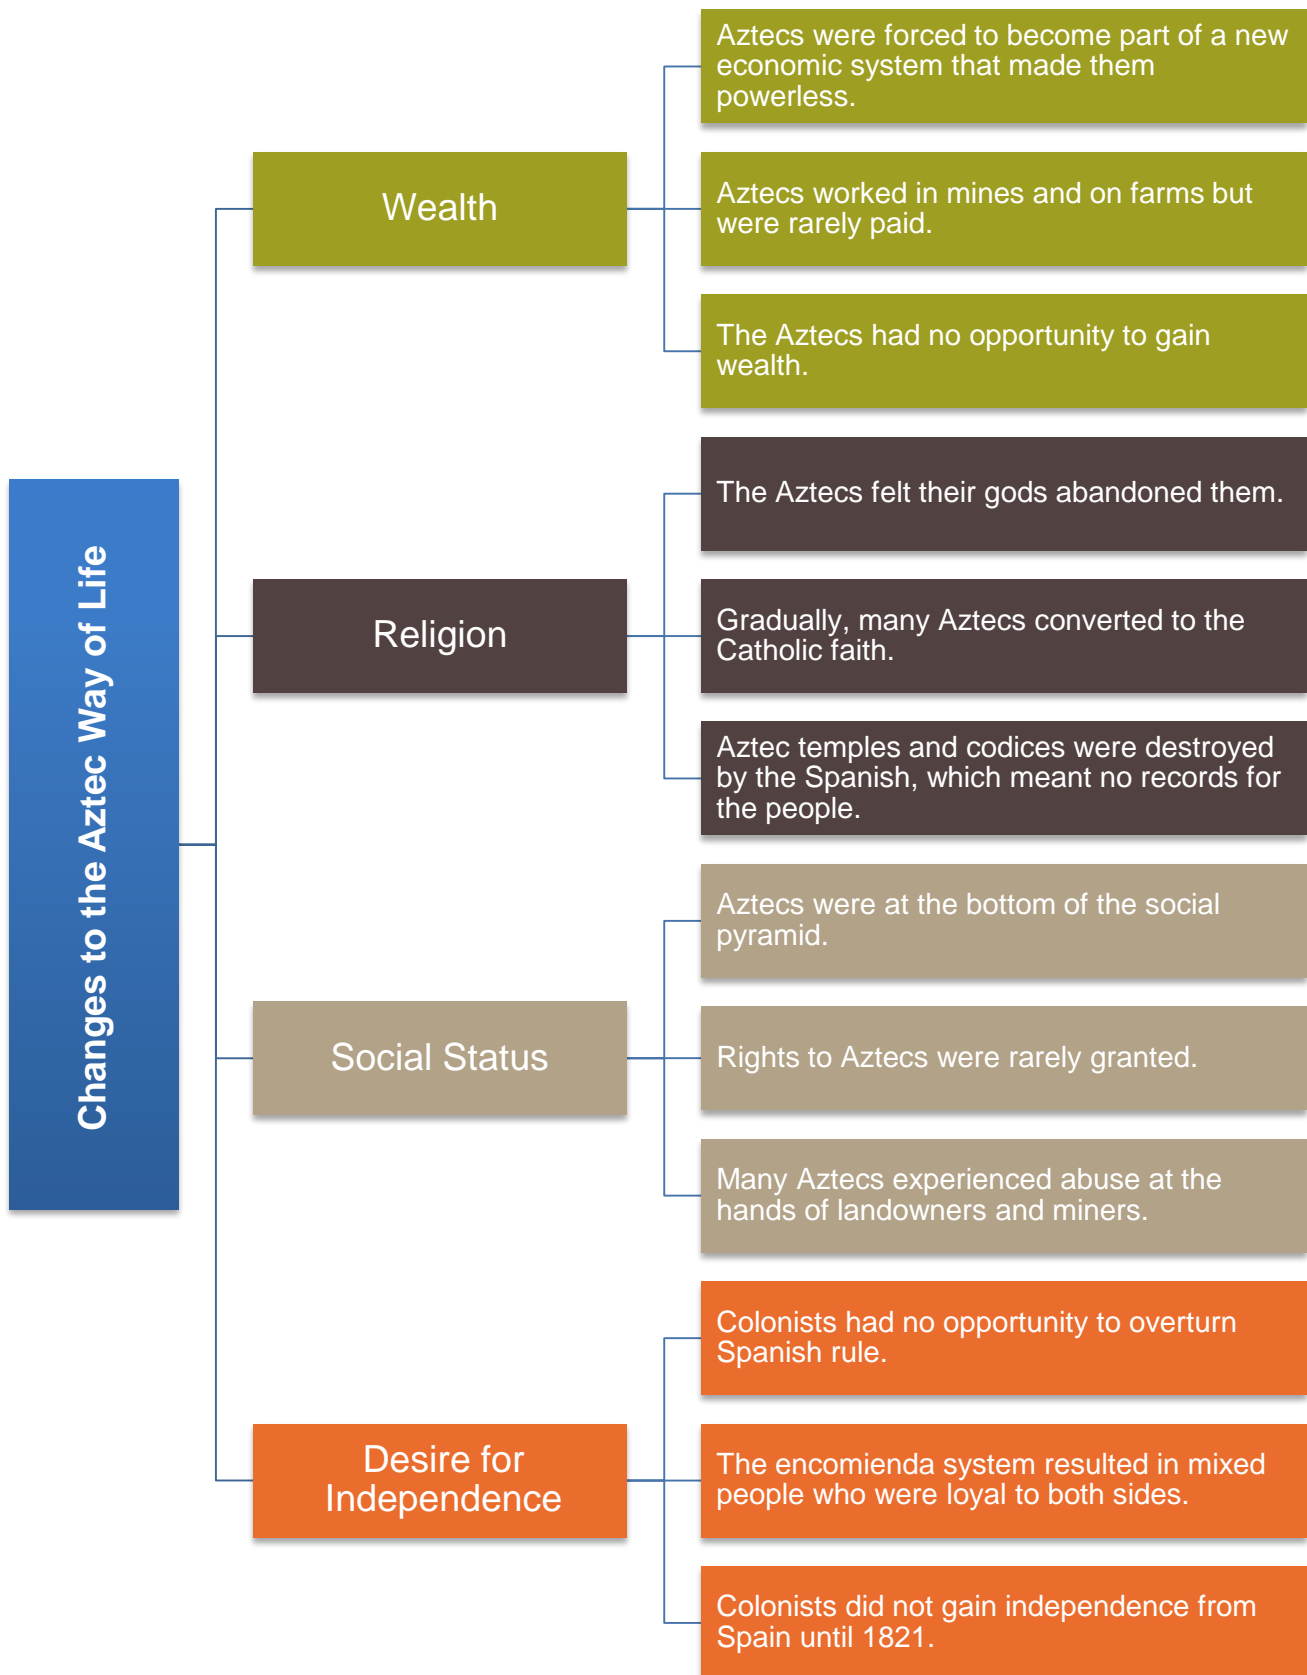 Changes to the Aztec Way of Life
Wealth
Aztecs were forced to become part of a new
economic system that made them
powerless.
Aztecs worked in mines and on farms but
were rarely paid.
The Aztecs had no opportunity to gain
wealth.
Religion
The Aztecs felt their gods abandoned them.
Gradually, many Aztecs converted to the
Catholic faith.
Aztec temples and codices were destroyed
by the Spanish, which meant no records for
the people.
Social Status
Aztecs were at the bottom of the social
pyramid.
Rights to Aztecs were rarely granted.
Many Aztecs experienced abuse at the
hands of landowners and miners.
Desire for
Independence
Colonists had no opportunity to overturn
Spanish rule.
The encomienda system resulted in mixed
people who were loyal to both sides.
Colonists did not gain independence from
Spain until 1821.